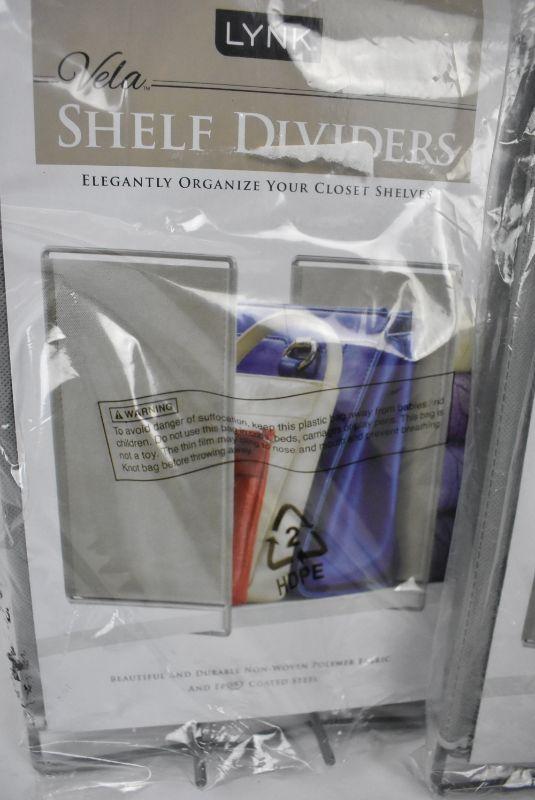 LYNK
Vela™
SHELF DIVIDERS
ELEGANTLY ORGANIZE YOUR CLOSET SHELVES
WARNING
To avoid danger of suffocation, keep this plastic bag away from babies and
children. Do not use this bag in cribs, beds, carriages or play pens. This bag is
not a toy. The thin film may cling to nose and mouth and prevent breathing.
Knot bag before throwing away.
2
HDPE
BEAUTIFUL AND DURABLE NON-WOVEN POLYMER FABRIC
AND EPOXY COATED STEEL